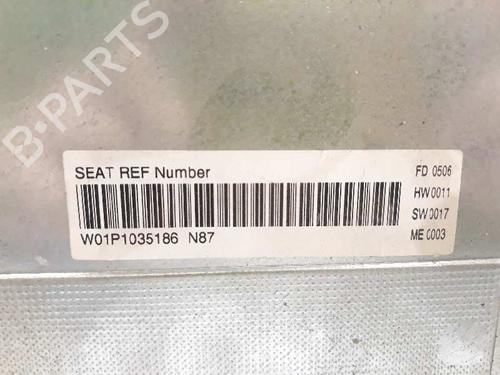 B-PARTS
SEAT REF Number
FD 0506
HW 0011
SW 0017
W01P1035186 N87
ME 0003